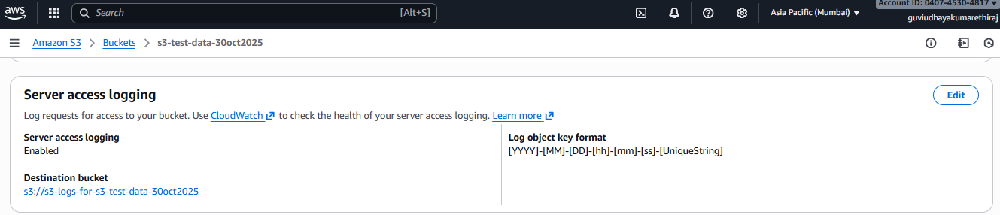 aws
Search [Alt+S]
Asia Pacific (Mumbai) ▼
Account ID: 0407-4530-4817 ▼
guviudhayakumarethiraj
Amazon S3 > Buckets > s3-test-data-30oct2025
Server access logging
Edit
Log requests for access to your bucket. Use CloudWatch to check the health of your server access logging. Learn more
Server access logging
Enabled
Destination bucket
s3://s3-logs-for-s3-test-data-30oct2025
Log object key format
[YYYY]-[MM]-[DD]-[hh]-[mm]-[ss]-[UniqueString]